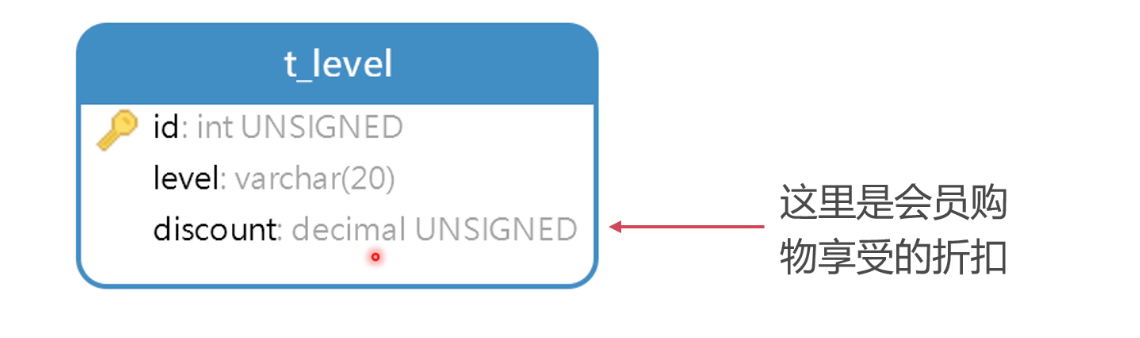 t_level
id: int UNSIGNED
level: varchar(20)
discount: decimal UNSIGNED
这里是会员购
物享受的折扣